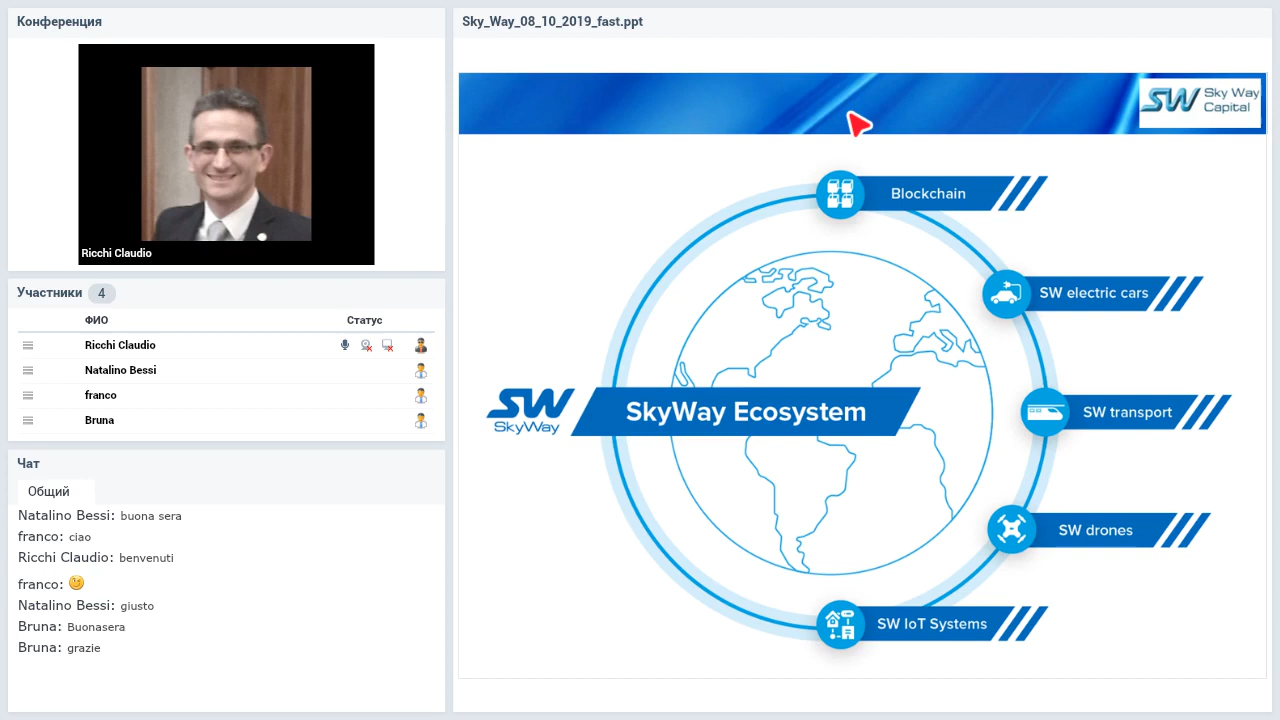 Конференция
Ricchi Claudio
Участники 4
ФИО Статус
Ricchi Claudio
Natalino Bessi
franco
Bruna
Чат
Общий
Natalino Bessi: buona sera
franco: ciao
Ricchi Claudio: benvenuti
franco:
Natalino Bessi: giusto
Bruna: Buonasera
Bruna: grazie
Sky_Way_08_10_2019_fast.ppt
SW Sky Way
Capital
Blockchain
SW electric cars
SW
SkyWay
SkyWay Ecosystem
SW transport
SW drones
SW IoT Systems